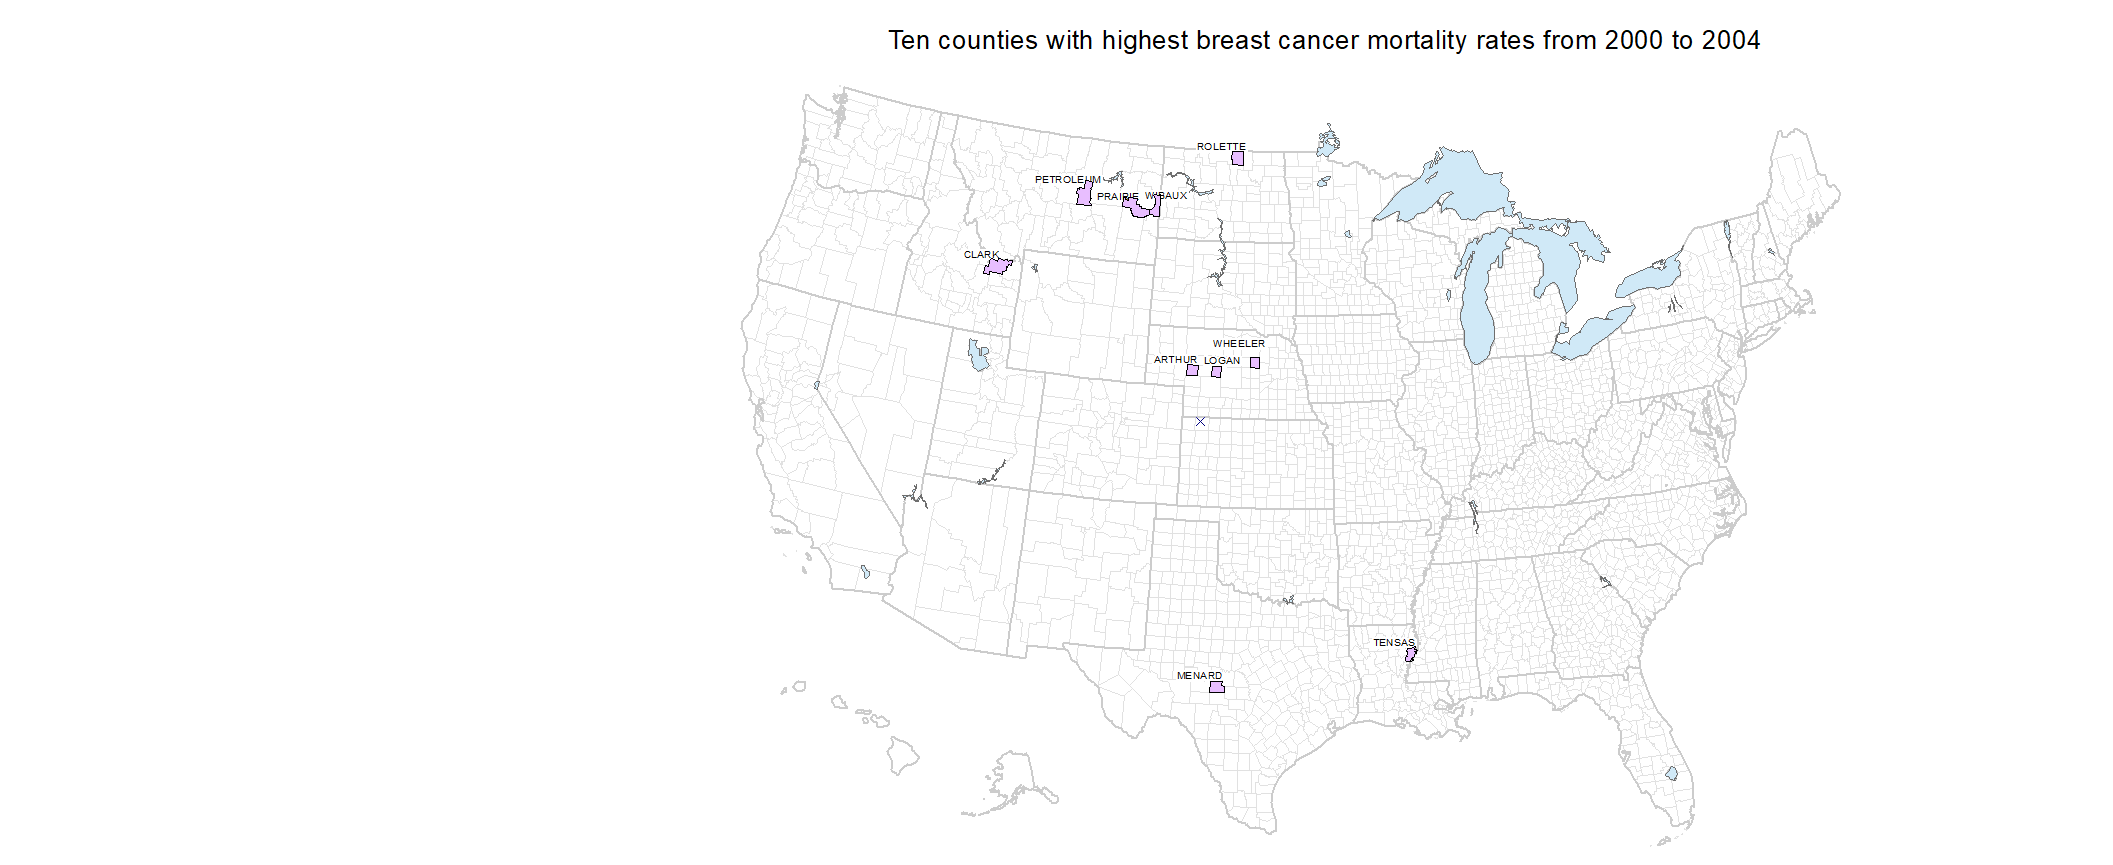 Ten counties with highest breast cancer mortality rates from 2000 to 2004
ROLETTE
PETROLEUM
PRAIRIE
WIBAUX
CLARK
WHEELER
ARTHUR
LOGAN
TENSAS
MENARD